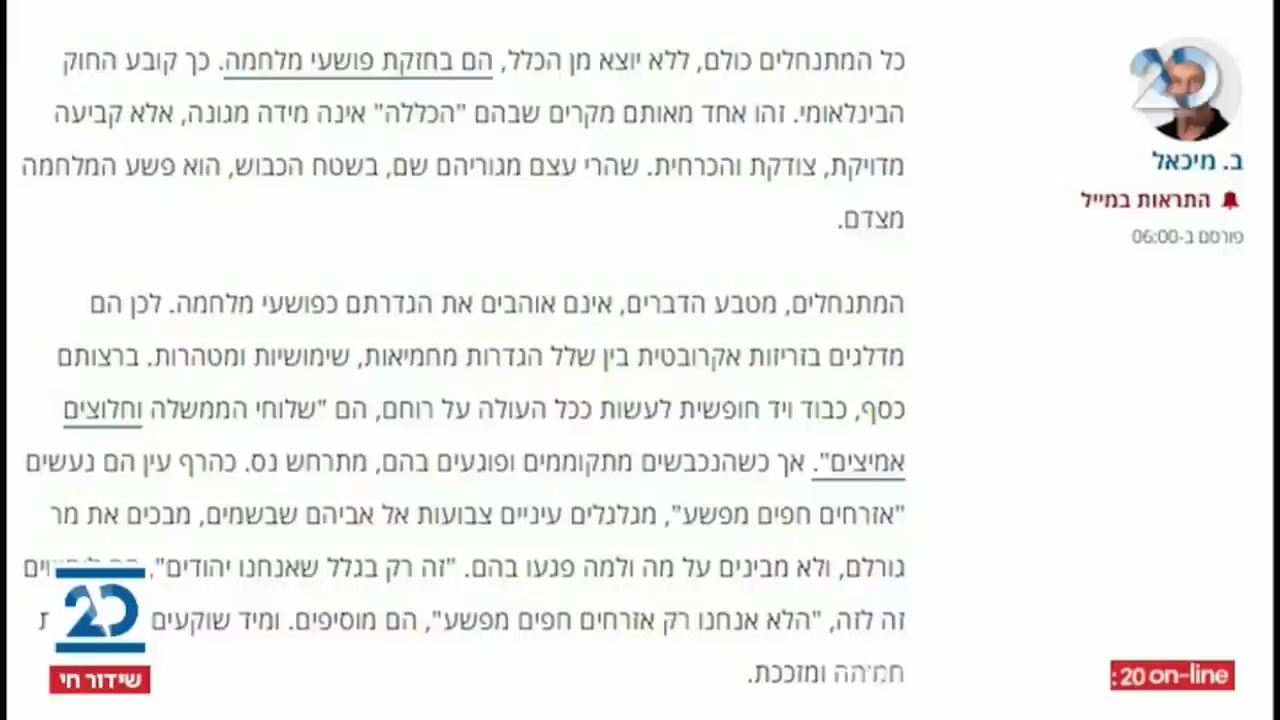 כל המתנחלים כולם, ללא יוצא מן הכלל, הם בחזקת פושעי מלחמה. כך קובע החוק
הבינלאומי. זהו אחד מאותם מקרים שבהם "הכללה" אינה מידה מגונה, אלא קביעה
מדויקת, צודקת והכרחית. שהרי עצם מגוריהם שם, בשטח הכבוש, הוא פשע המלחמה
מצדם.
המתנחלים, מטבע הדברים, אינם אוהבים את הגדרתם כפושעי מלחמה. לכן הם
מדלגים בזריזות אקרובטית בין שלל הגדרות מחמיאות, שימושיות ומטהרות. ברצותם
כסף, כבוד ויד חופשית לעשות ככל העולה על רוחם, הם "שלוחי הממשלה וחלוצים
אמיצים". אך כשהנכבשים מתקוממים ופוגעים בהם, מתרחש נס. כהרף עין הם נעשים
"אזרחים חפים מפשע", מגלגלים עיניים צבועות אל אביהם שבשמים, מבכים את מר
גורלם, ולא מבינים על מה ולמה פגעו בהם. "זה רק בגלל שאנחנו יהודים",
זה לזה, "הלא אנחנו רק אזרחים חפים מפשע", הם מוסיפים. ומיד שוקעים
ומזככת.
20
ב. מיכאל
התראות במייל
פורסם ב-06:00
20
שידור חי
:20 on-line